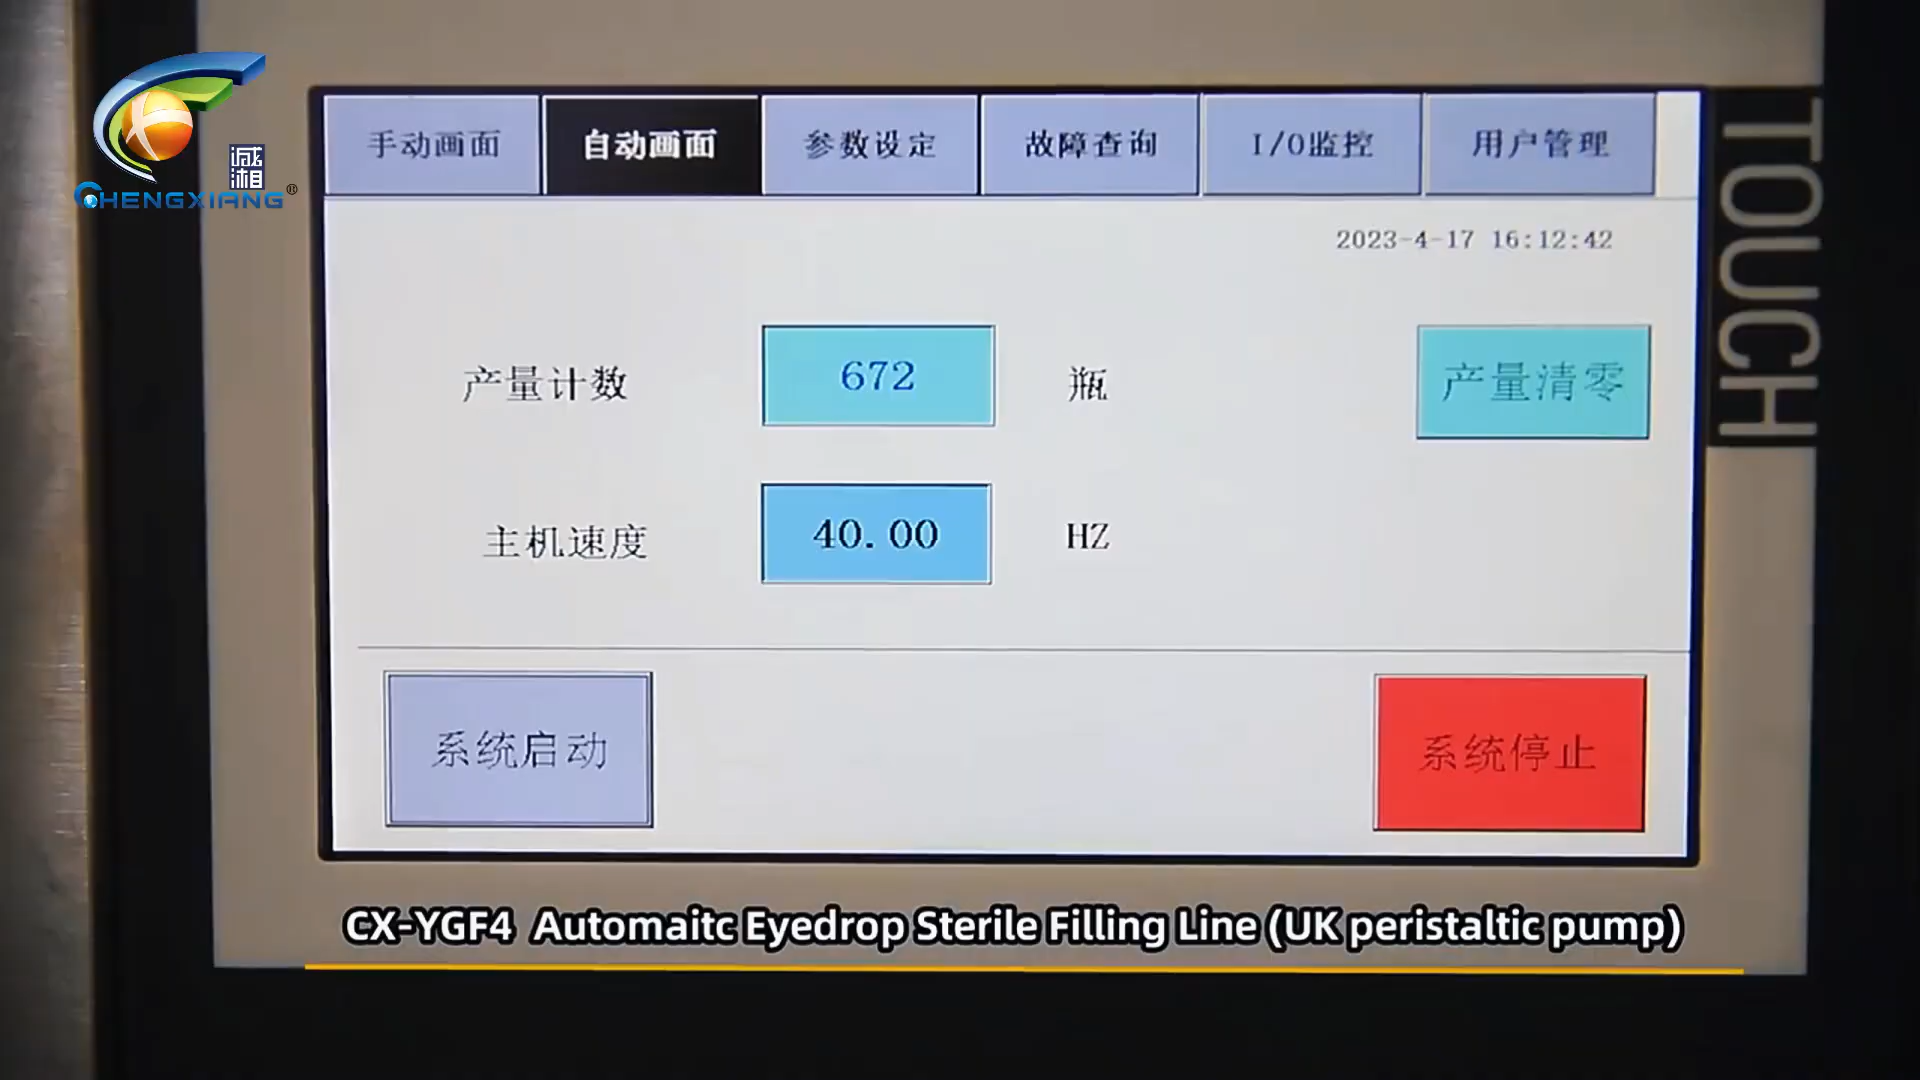 诚湘
CHENGXIANG®
手动画面 自动画面 参数设定 故障查询 I/O监控 用户管理
2023-4-17 16:12:42
产量计数 672 瓶 产量清零
主机速度 40.00 HZ
系统启动 系统停止
TOUCH
CX-YGF4 Automaitc Eyedrop Sterile Filling Line (UK peristaltic pump)